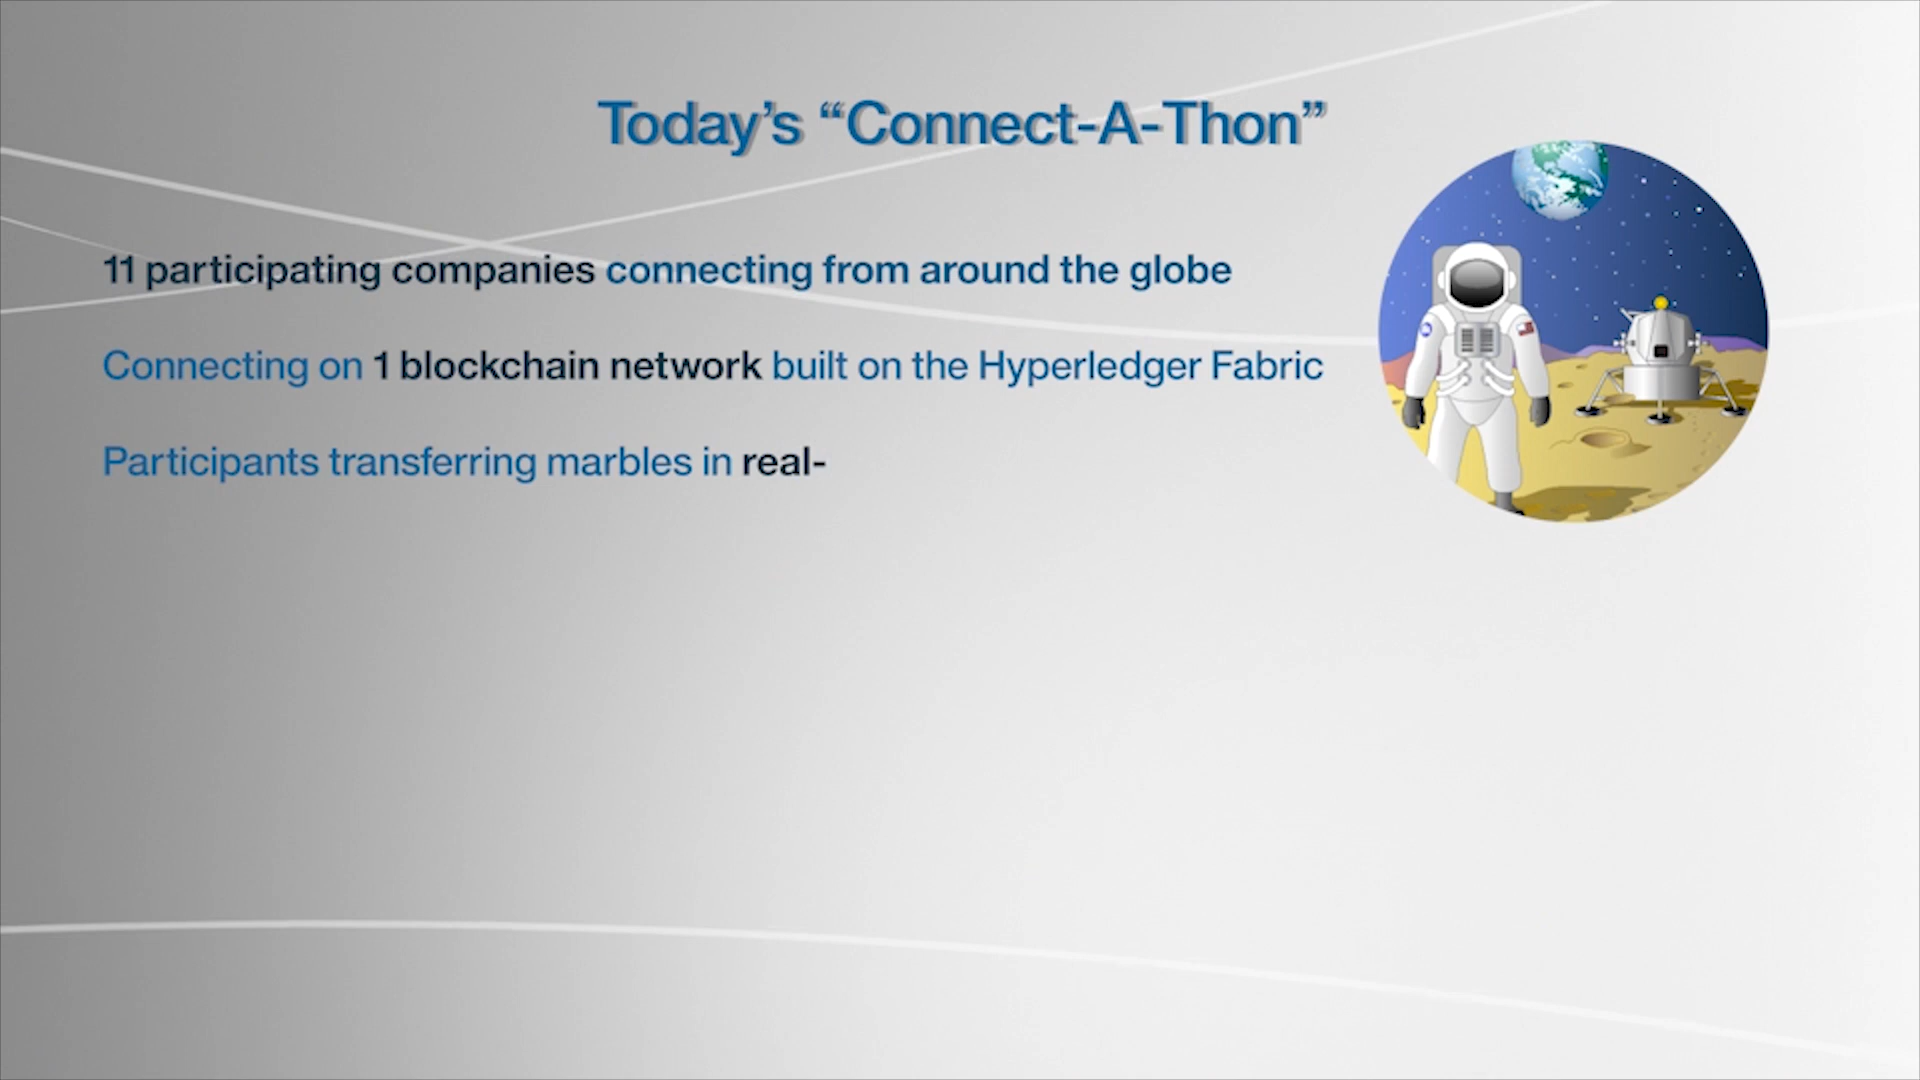 Today’s “Connect-A-Thon”
11 participating companies connecting from around the globe
Connecting on 1 blockchain network built on the Hyperledger Fabric
Participants transferring marbles in real-